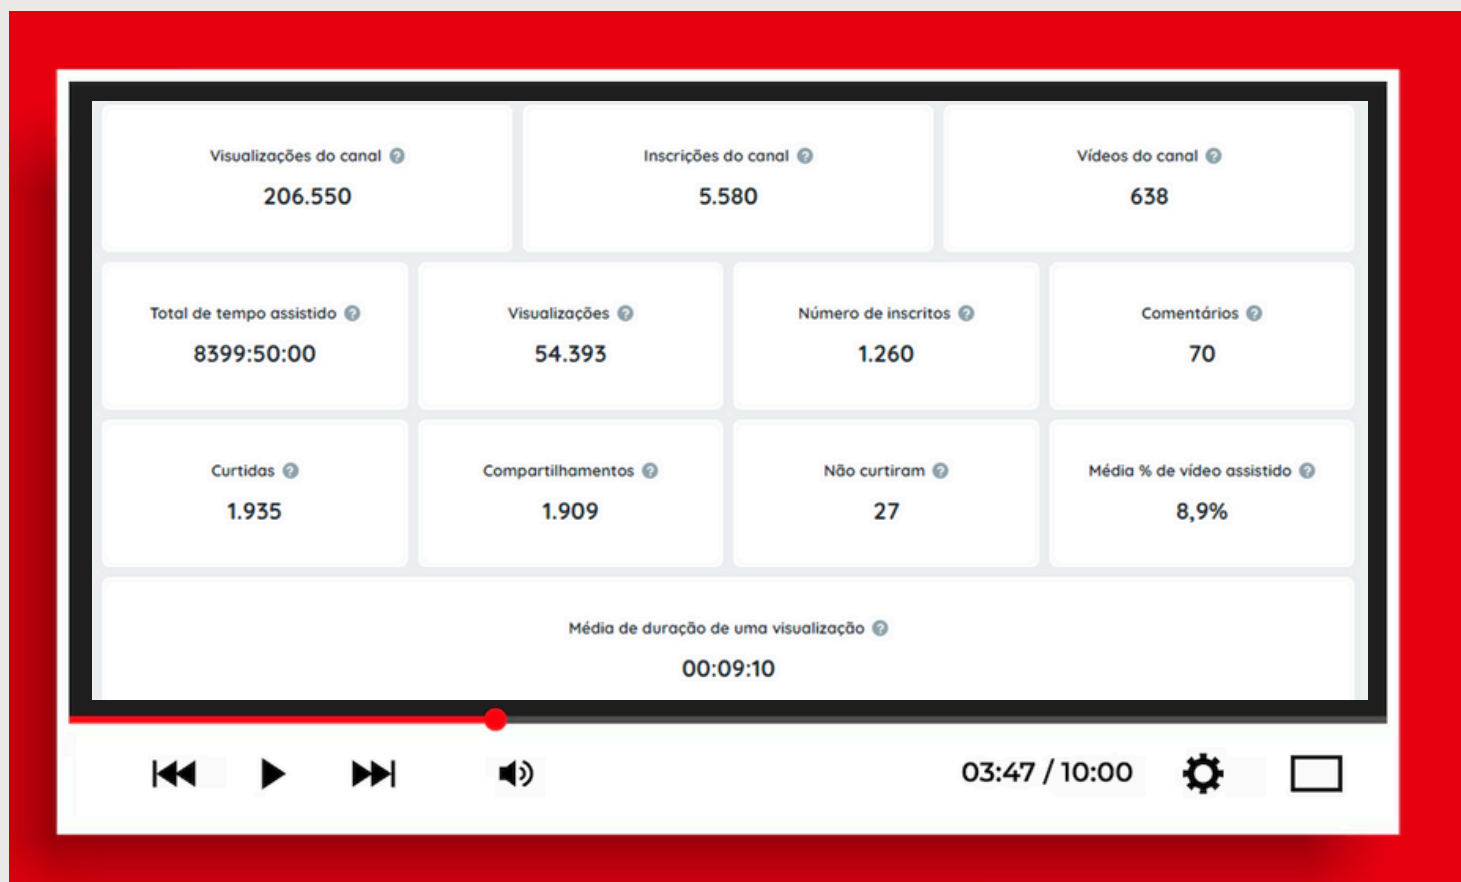 Visualizações do canal ?
206.550
Inscrições do canal ?
5.580
Vídeos do canal ?
638
Total de tempo assistido ?
8399:50:00
Visualizações ?
54.393
Número de inscritos ?
1.260
Comentários ?
70
Curtidas ?
1.935
Compartilhamentos ?
1.909
Não curtiram ?
27
Média % de vídeo assistido ?
8,9%
Média de duração de uma visualização ?
00:09:10
03:47 / 10:00